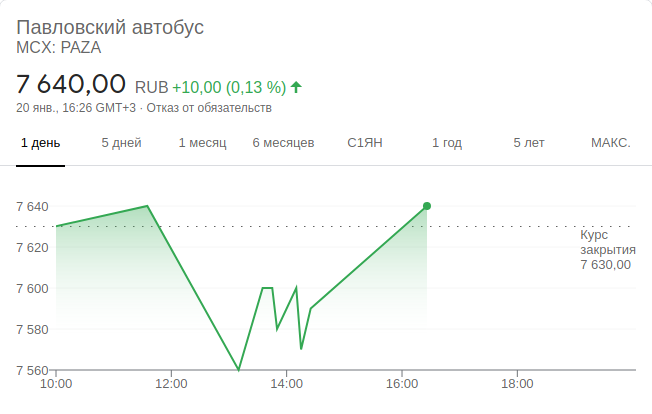 Павловский автобус
MCX: PAZA
7 640,00 RUB +10,00 (0,13 %)
20 янв., 16:26 GMT+3 · Отказ от обязательств
1 день 5 дней 1 месяц 6 месяцев С1ЯН 1 год 5 лет МАКС.
7 640
Курс
закрытия
7 630,00
7 620
7 600
7 580
7 560
10:00 12:00 14:00 16:00 18:00